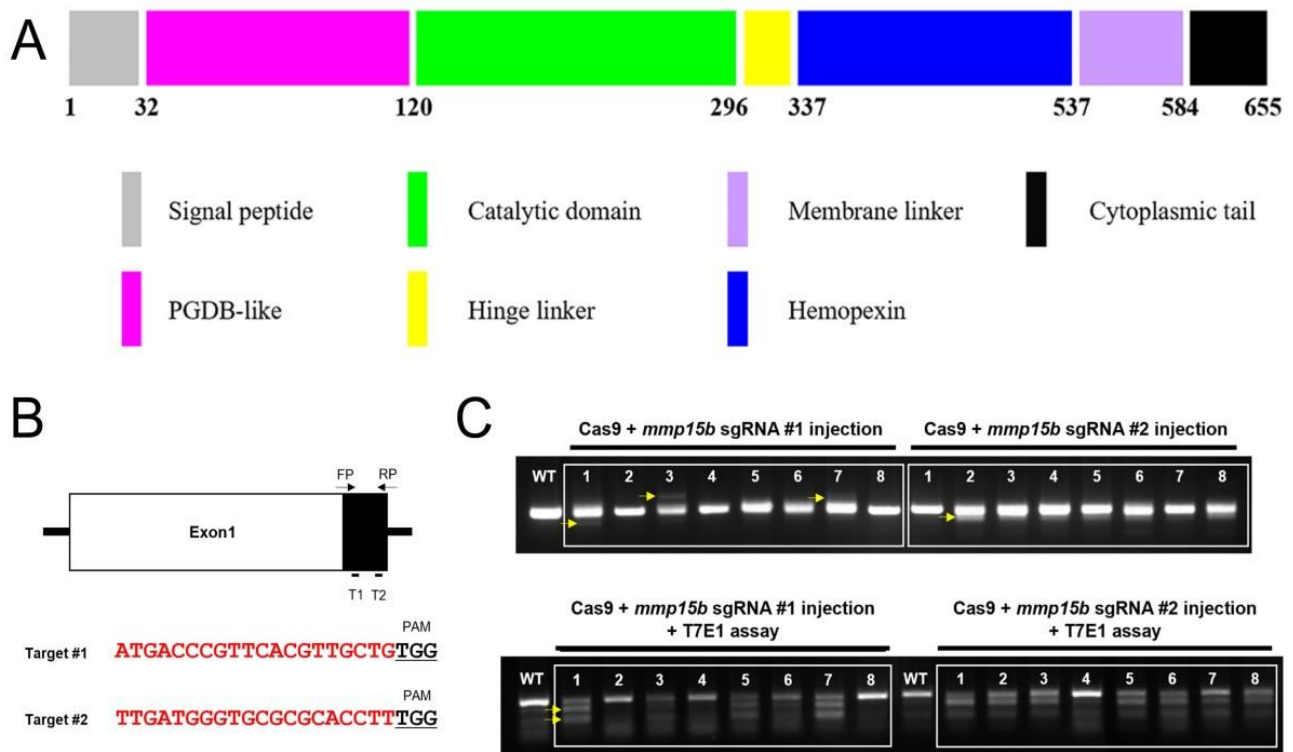 A
1 32 120 296 337 537 584 655
Signal peptide
Catalytic domain
Membrane linker
Cytoplasmic tail
PGDB-like
Hinge linker
Hemopexin
B
FP RP
Exon1
T1 T2
PAM
Target #1 ATGACCCGTTCACGTTGCTGTGG
PAM
Target #2 TTGATGGGTGCGCGCACCTTTGG
C
Cas9 + mmp15b sgRNA #1 injection
Cas9 + mmp15b sgRNA #2 injection
WT 1 2 3 4 5 6 7 8 1 2 3 4 5 6 7 8
Cas9 + mmp15b sgRNA #1 injection
+ T7E1 assay
Cas9 + mmp15b sgRNA #2 injection
+ T7E1 assay
WT 1 2 3 4 5 6 7 8 WT 1 2 3 4 5 6 7 8